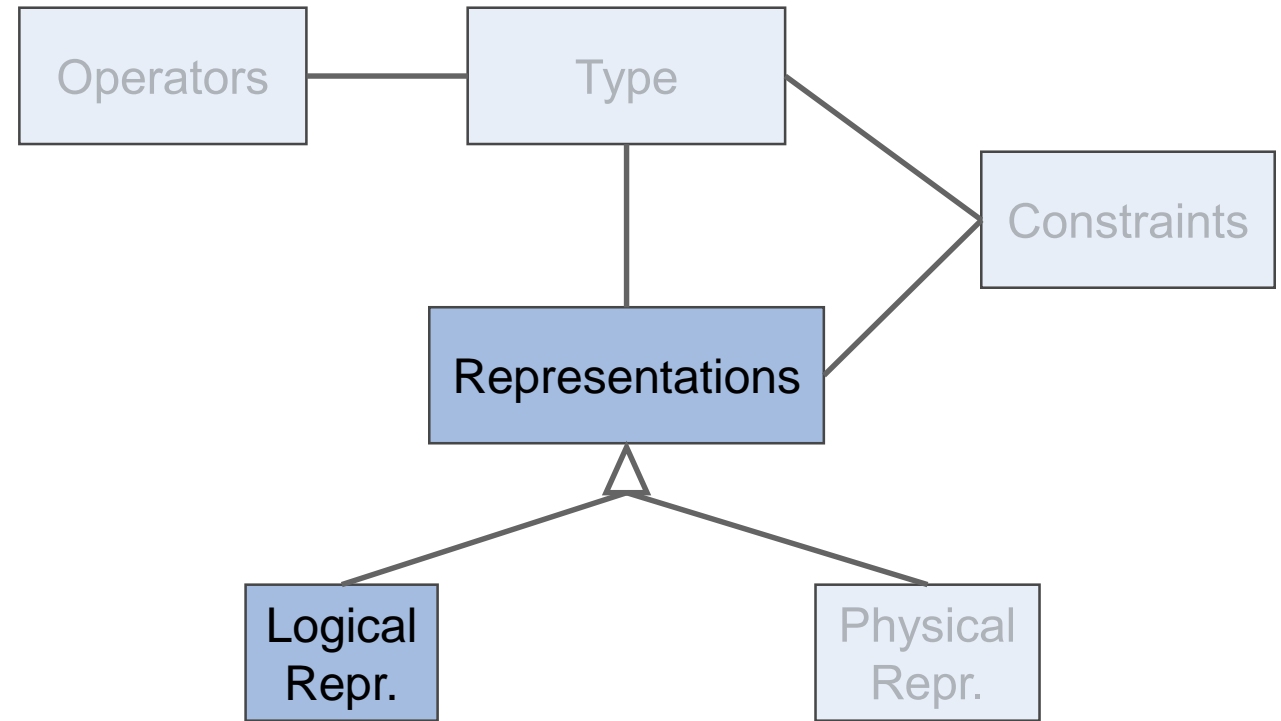 Operators
Type
Constraints
Representations
Logical
Repr.
Physical
Repr.